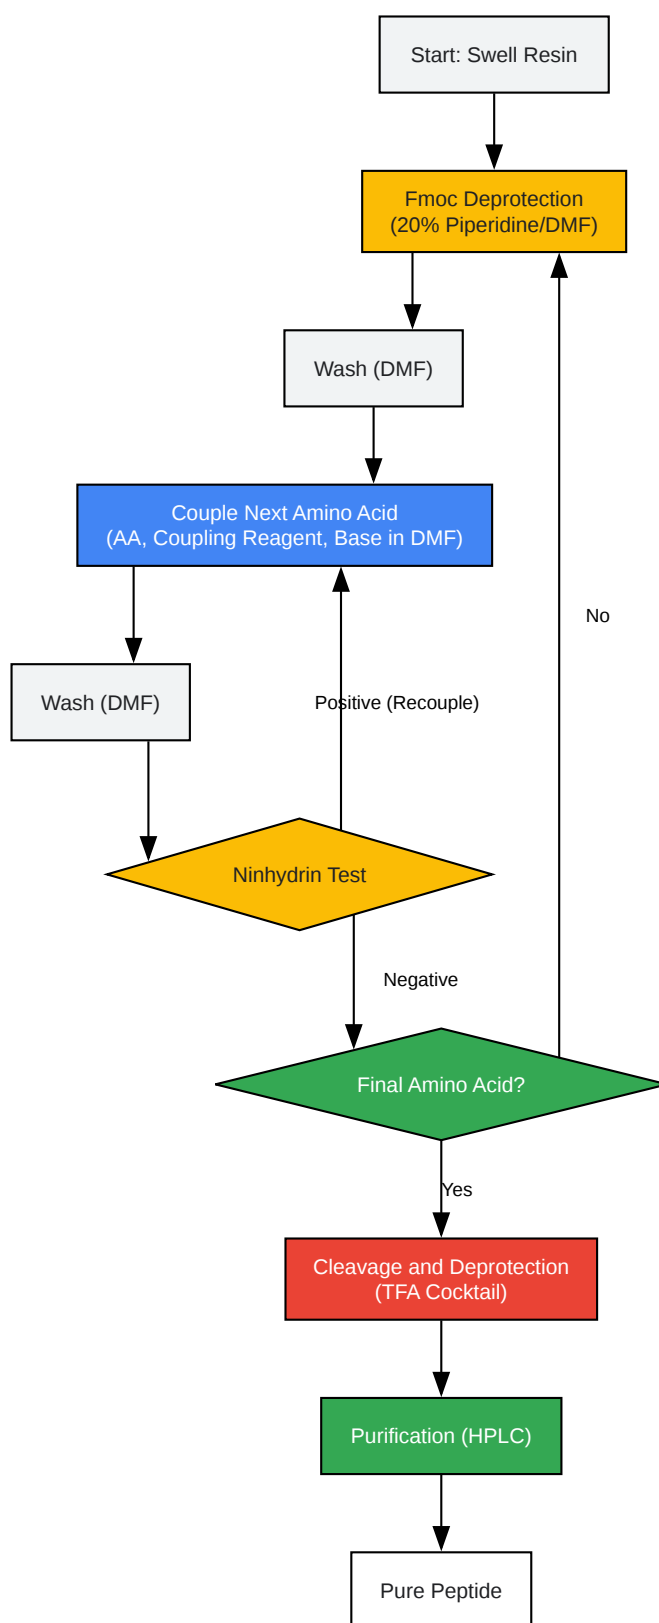 Start: Swell Resin
Fmoc Deprotection
(20% Piperidine/DMF)
Wash (DMF)
Couple Next Amino Acid
(AA, Coupling Reagent, Base in DMF)
No
Wash (DMF)
Positive (Recouple)
Ninhydrin Test
Negative
Final Amino Acid?
Yes
Cleavage and Deprotection
(TFA Cocktail)
Purification (HPLC)
Pure Peptide